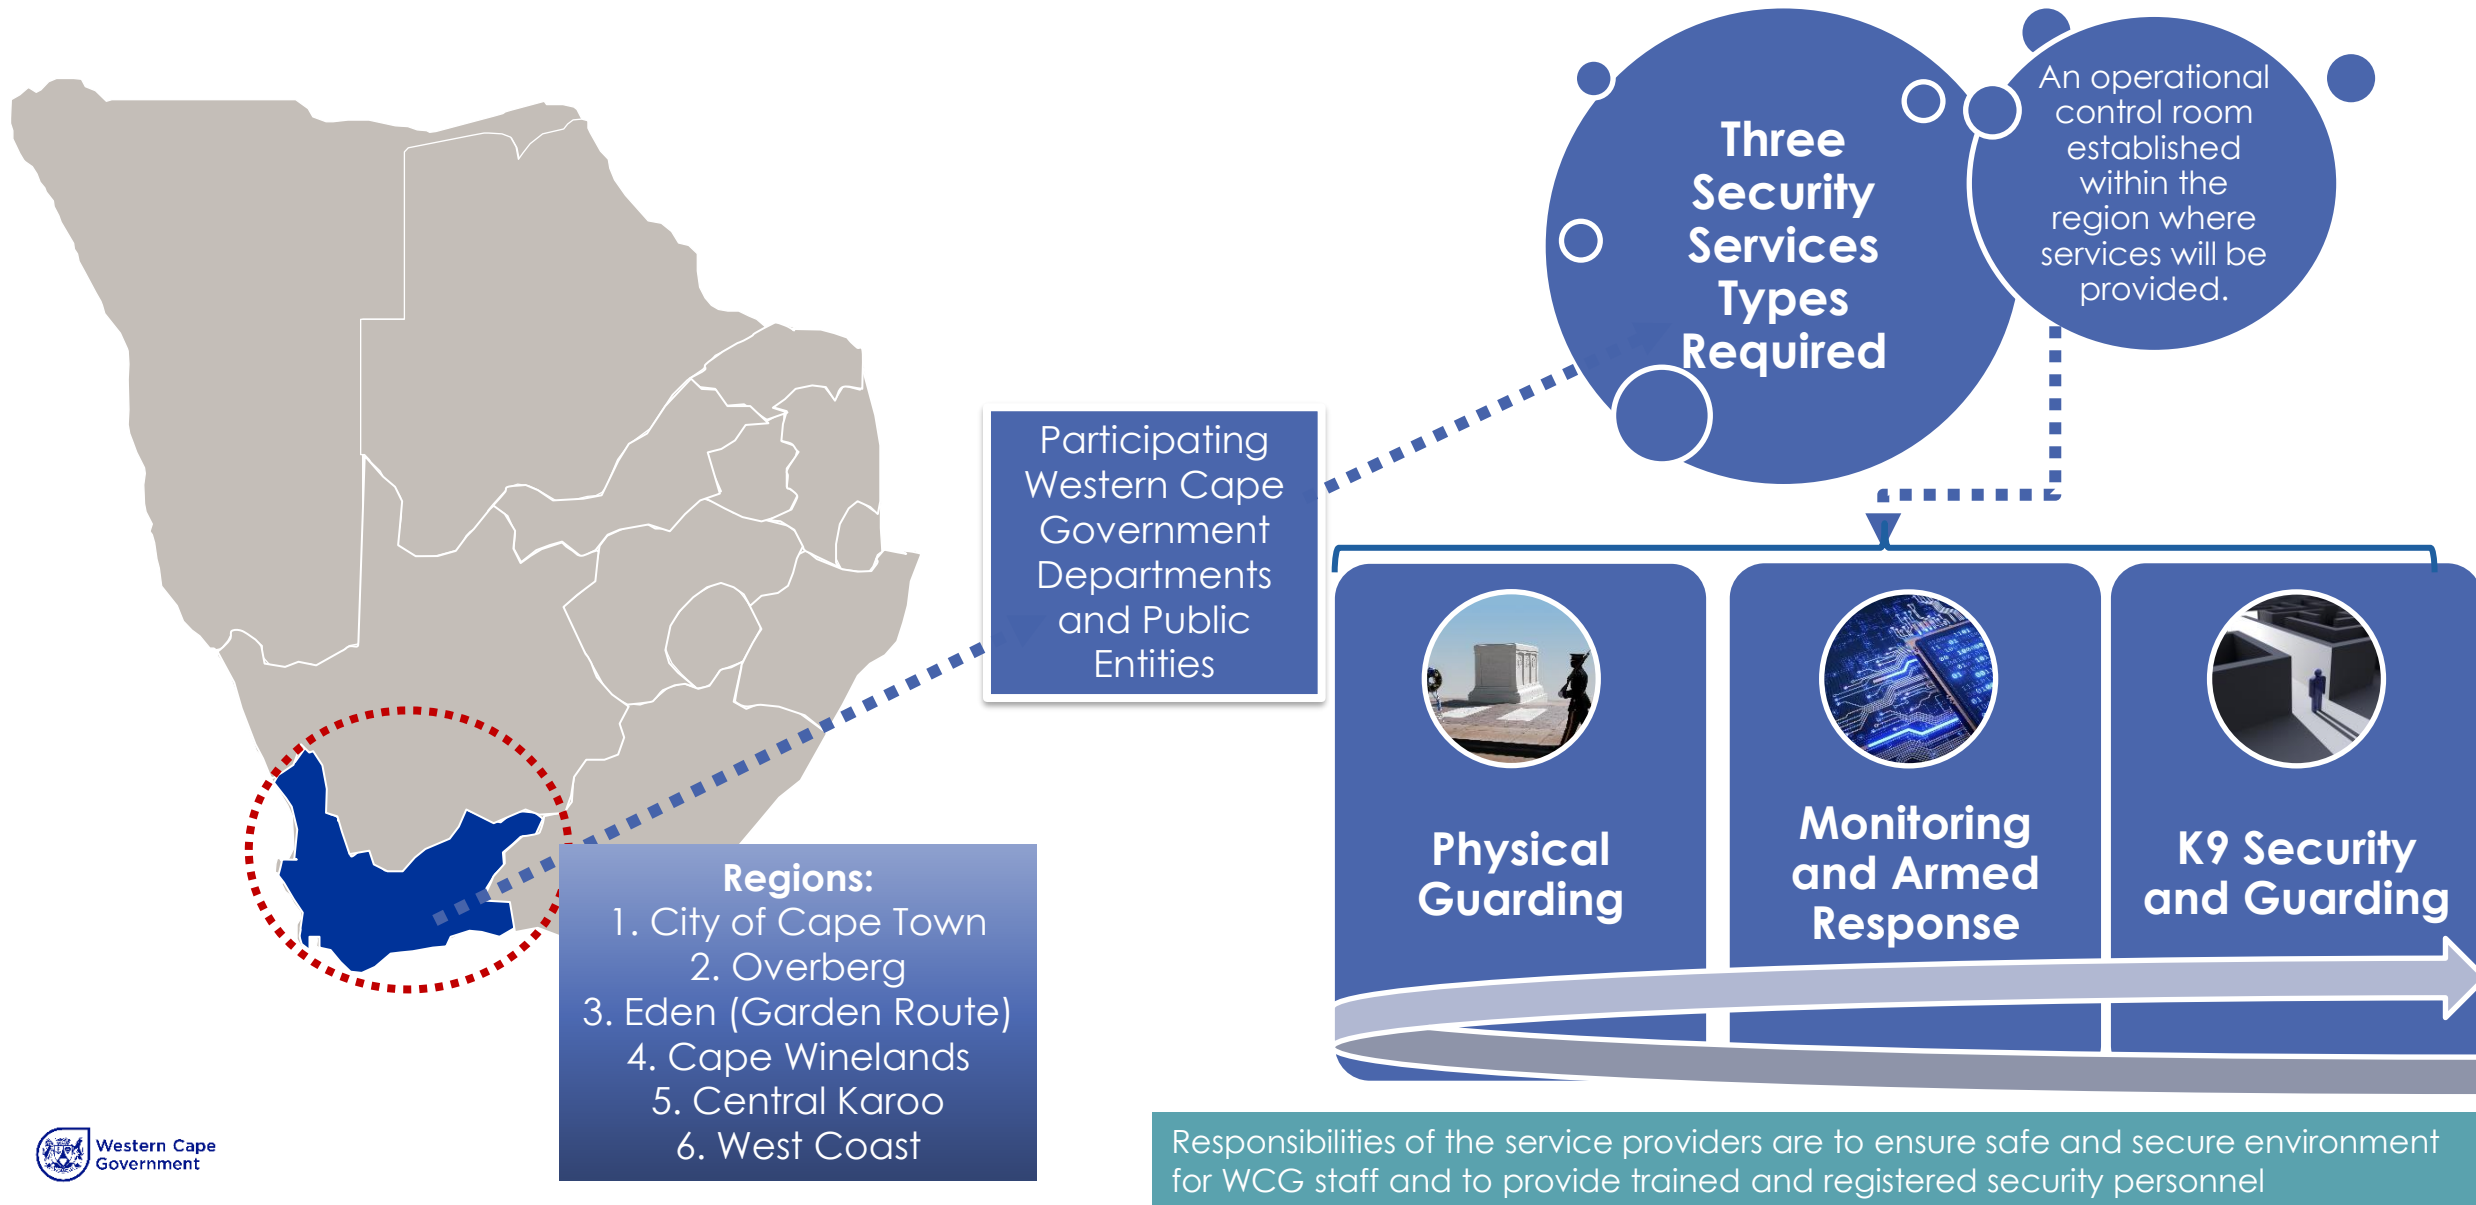 Three
Security
Services
Types
Required
An operational
control room
established
within the
region where
services will be
provided.
Participating
Western Cape
Government
Departments
and Public
Entities
Physical
Guarding
Monitoring
and Armed
Response
K9 Security
and Guarding
Regions:
1. City of Cape Town
2. Overberg
3. Eden (Garden Route)
4. Cape Winelands
5. Central Karoo
6. West Coast
Western Cape
Government
Responsibilities of the service providers are to ensure safe and secure environment
for WCG staff and to provide trained and registered security personnel